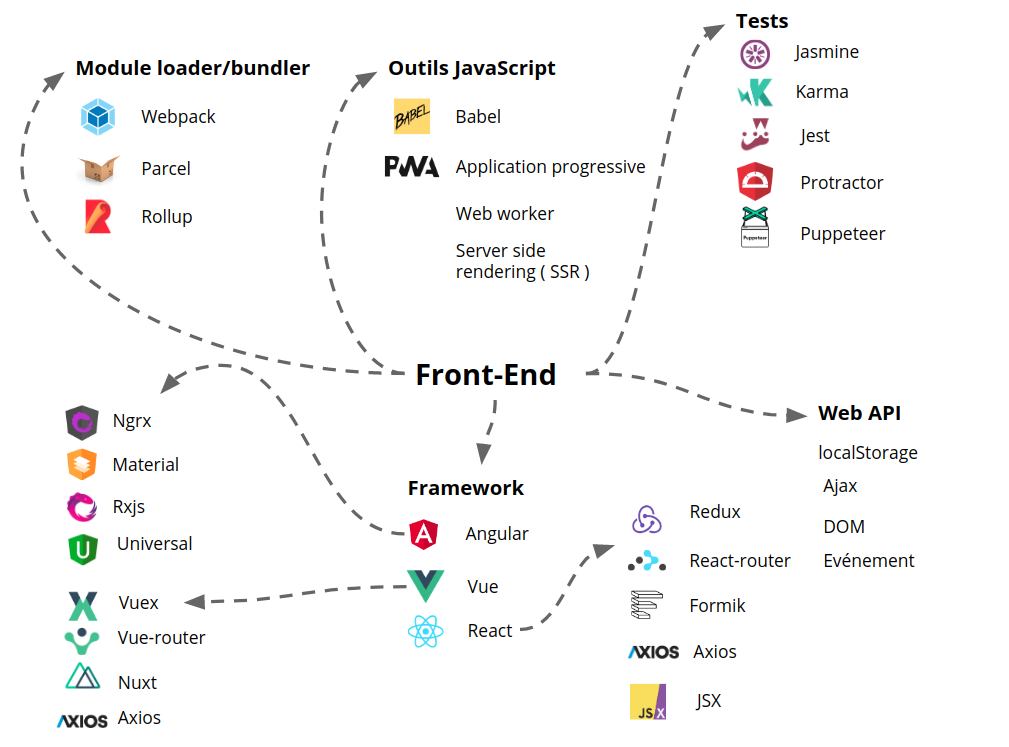 Module loader/bundler
Webpack
Parcel
Rollup
Outils JavaScript
BABEL
Babel
PWA
Application progressive
Web worker
Server side
rendering ( SSR )
Tests
Jasmine
Karma
Jest
Protractor
Puppeteer
Puppeteer
Front-End
Ngrx
Material
Rxjs
U
Universal
Vuex
Vue-router
Nuxt
AXIOS
Axios
Framework
A
Angular
Vue
React
Redux
React-router
Formik
AXIOS
Axios
JSX
JSX
Web API
localStorage
Ajax
DOM
Evénement